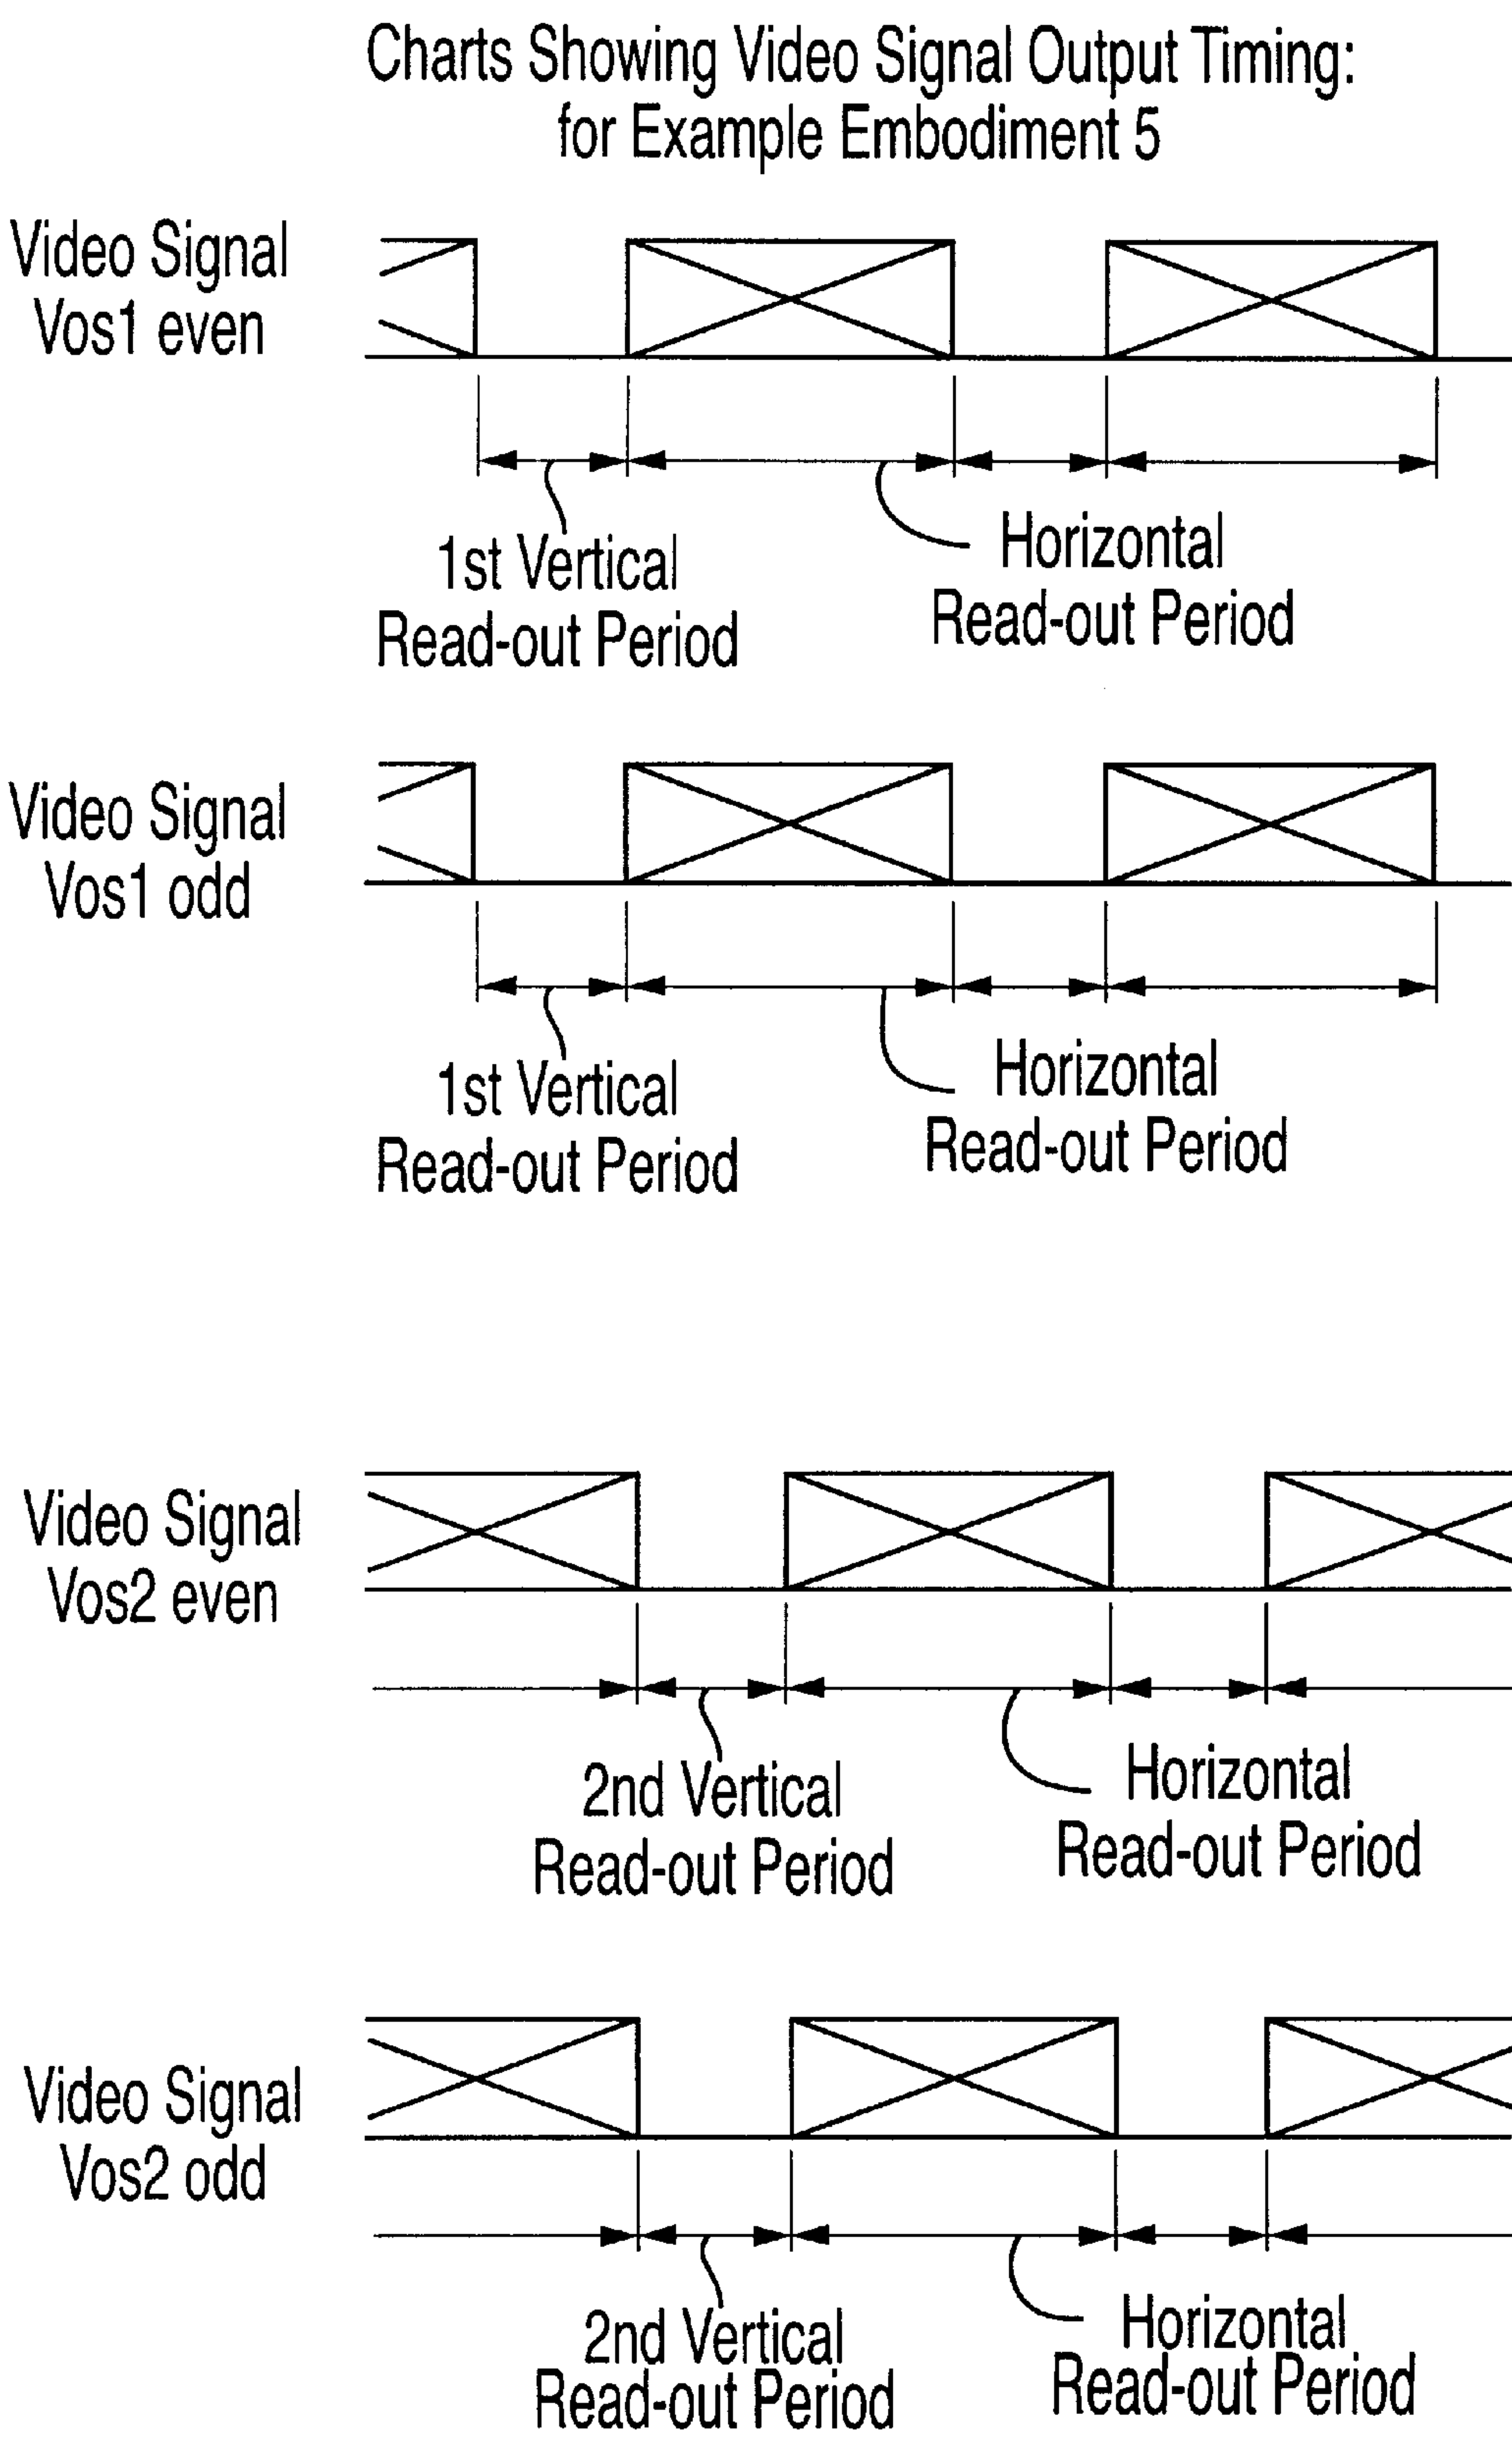 Charts Showing Video Signal Output Timing:
for Example Embodiment 5
Video Signal
Vos1 even
1st Vertical
Read-out Period
Horizontal
Read-out Period
Video Signal
Vos1 odd
1st Vertical
Read-out Period
Horizontal
Read-out Period
Video Signal
Vos2 even
2nd Vertical
Read-out Period
Horizontal
Read-out Period
Video Signal
Vos2 odd
2nd Vertical
Read-out Period
Horizontal
Read-out Period